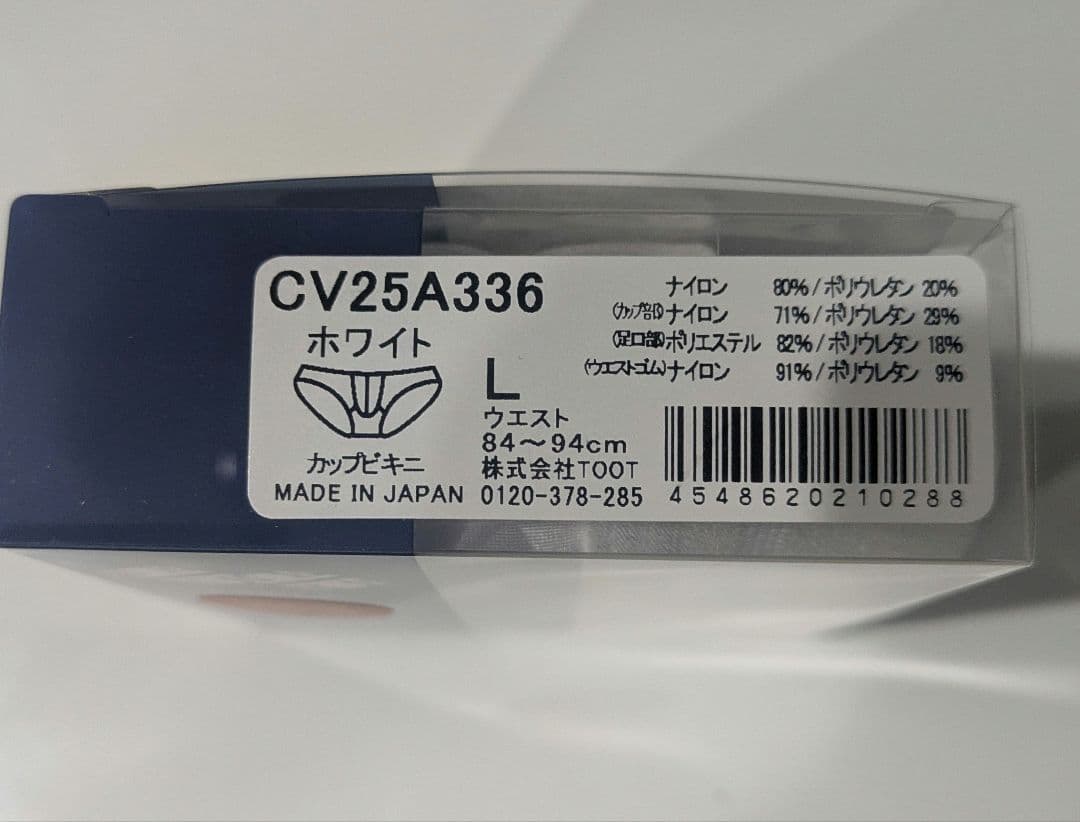 CV25A336
ホワイト
カップビキニ
MADE IN JAPAN
L
ウエスト
84～94cm
株式会社TOOT
0120-378-285
ナイロン 80%/ポリウレタン 20%
(カップ部)ナイロン 71%/ポリウレタン 29%
(足口部)ポリエステル 82%/ポリウレタン 18%
(ウエストゴム)ナイロン 91%/ポリウレタン 9%
4548620210288